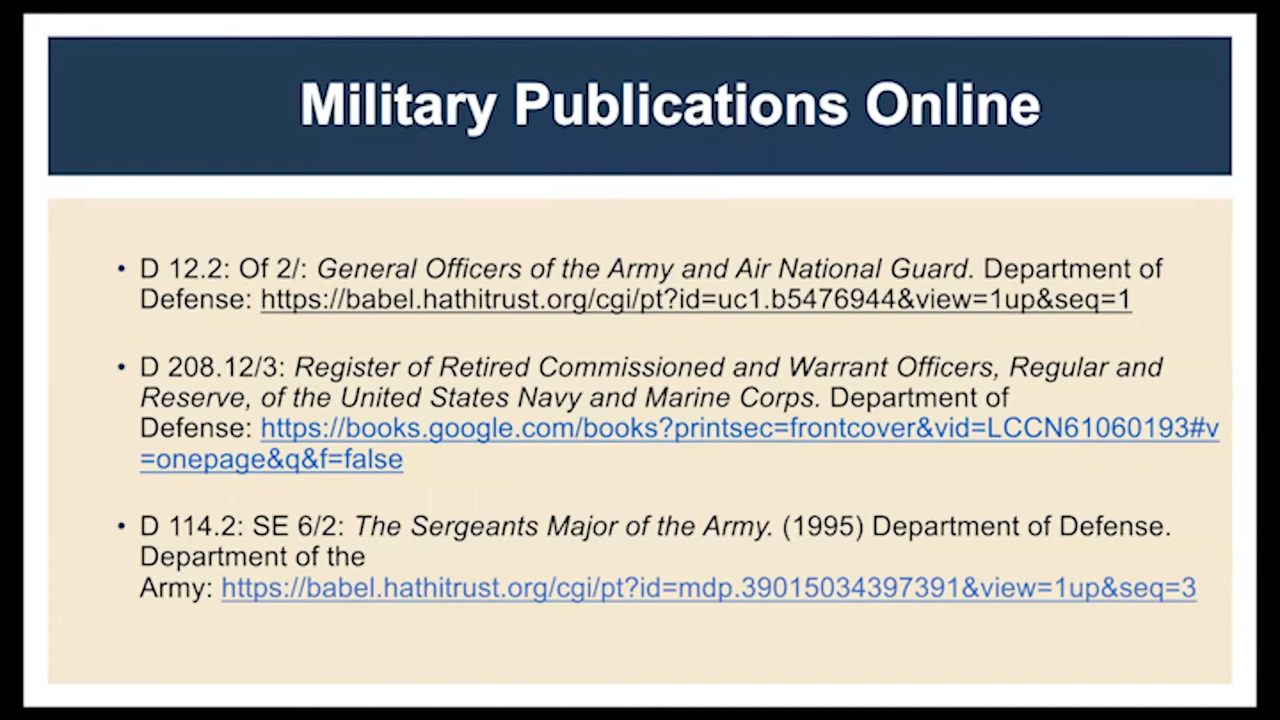 Military Publications Online
• D 12.2: Of 2/: General Officers of the Army and Air National Guard. Department of
Defense: https://babel.hathitrust.org/cgi/pt?id=uc1.b5476944&view=1up&seq=1
• D 208.12/3: Register of Retired Commissioned and Warrant Officers, Regular and
Reserve, of the United States Navy and Marine Corps. Department of
Defense: https://books.google.com/books?printsec=frontcover&vid=LCCN61060193#v
=onepage&q&f=false
• D 114.2: SE 6/2: The Sergeants Major of the Army. (1995) Department of Defense.
Department of the
Army: https://babel.hathitrust.org/cgi/pt?id=mdp.39015034397391&view=1up&seq=3